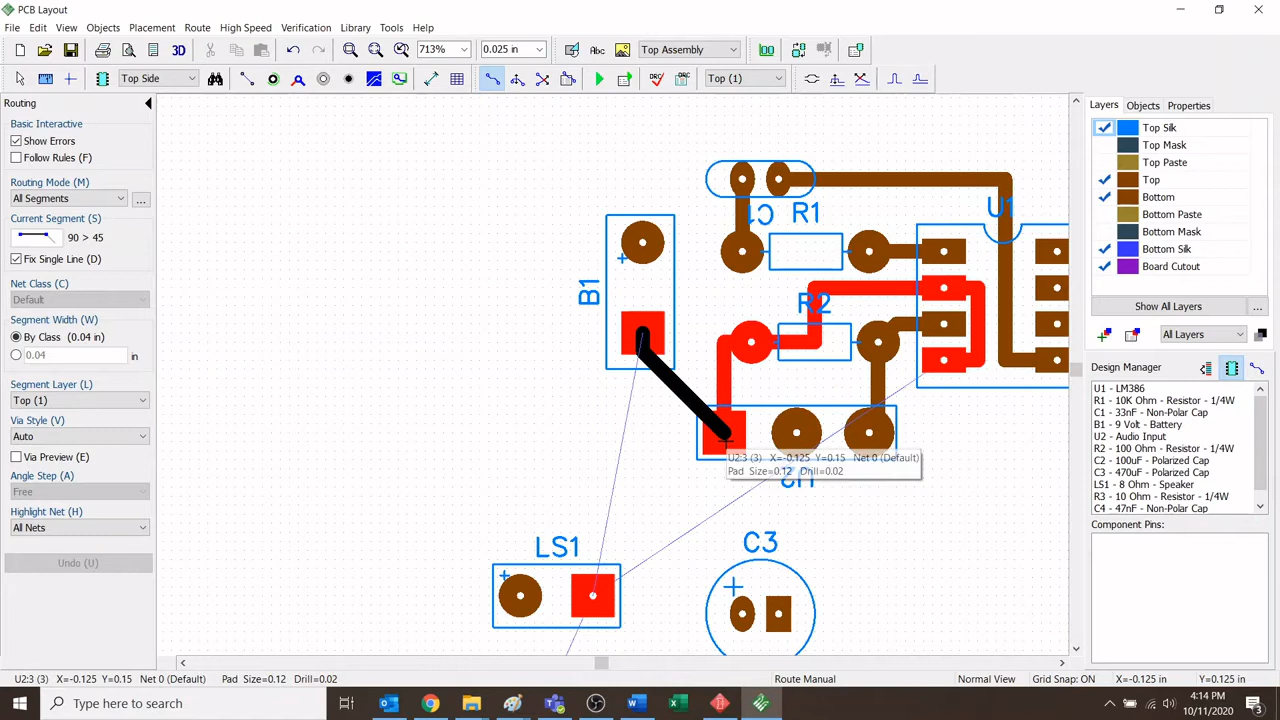 PCB Layout
File Edit View Objects Placement Route High Speed Verification Library Tools Help
3D 713% 0.025 in Abc Top Assembly
Top Side DRC Top (1)
Routing
Basic Interactive
Show Errors
Follow Rules (F)
Routing Mode (M)
All Segments ...
Current Segment (S)
90 > 45
Fix Single Line (D)
Net Class (C)
Default
Segment Width (W)
By Class (0.04 in)
0.04 in
Segment Layer (L)
Top (1)
Via Style (V)
Auto
Via Preview (E)
Angle Step (A)
Free
Highlight Net (H)
All Nets
Undo (U)
C1 R1
U1
B1 +
R2
U2:3 (3) X=-0.125 Y=0.15 Net 0 (Default)
Pad Size=0.12 Drill=0.02
U2
LS1
+
C3
+
Layers Objects Properties
Top Silk
Top Mask
Top Paste
Top
Bottom
Bottom Paste
Bottom Mask
Bottom Silk
Board Cutout
Show All Layers ...
All Layers
Design Manager
U1 - LM386
R1 - 10K Ohm - Resistor - 1/4W
C1 - 33nF - Non-Polar Cap
B1 - 9 Volt - Battery
U2 - Audio Input
R2 - 100 Ohm - Resistor - 1/4W
C2 - 100uF - Polarized Cap
C3 - 470uF - Polarized Cap
LS1 - 8 Ohm - Speaker
R3 - 10 Ohm - Resistor - 1/4W
C4 - 47nF - Non-Polar Cap
Component Pins:
U2:3 (3) X=-0.125 Y=0.15 Net 0 (Default) Pad Size=0.12 Drill=0.02 Route Manual Normal View Grid Snap: ON X=-0.125 in Y=0.125 in
Type here to search
4:14 PM
10/11/2020
3